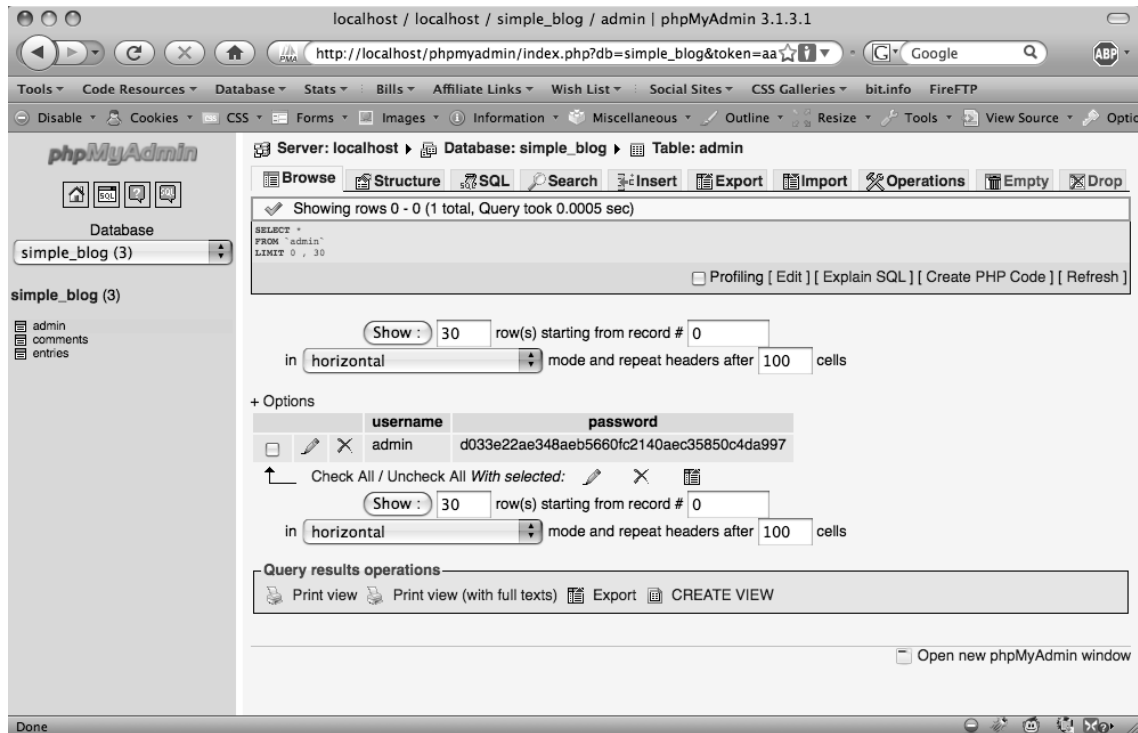 localhost / localhost / simple_blog / admin | phpMyAdmin 3.1.3.1
http://localhost/phpmyadmin/index.php?db=simple_blog&token=aa
Google
ABP
Tools Code Resources Database Stats Bills Affiliate Links Wish List Social Sites CSS Galleries bit.info FireFTP
Disable Cookies CSS Forms Images Information Miscellaneous Outline Resize Tools View Source Optic
phpMyAdmin
Server: localhost Database: simple_blog Table: admin
Browse Structure SQL Search Insert Export Import Operations Empty Drop
Showing rows 0 - 0 (1 total, Query took 0.0005 sec)
SELECT *
FROM `admin`
LIMIT 0 , 30
Profiling [ Edit ] [ Explain SQL ] [ Create PHP Code ] [ Refresh ]
Database
simple_blog (3)
simple_blog (3)
admin
comments
entries
Show : 30 row(s) starting from record # 0
in horizontal mode and repeat headers after 100 cells
+ Options
username password
admin d033e22ae348aeb5660fc2140aec35850c4da997
Check All / Uncheck All With selected:
Show : 30 row(s) starting from record # 0
in horizontal mode and repeat headers after 100 cells
Query results operations
Print view Print view (with full texts) Export CREATE VIEW
Open new phpMyAdmin window
Done